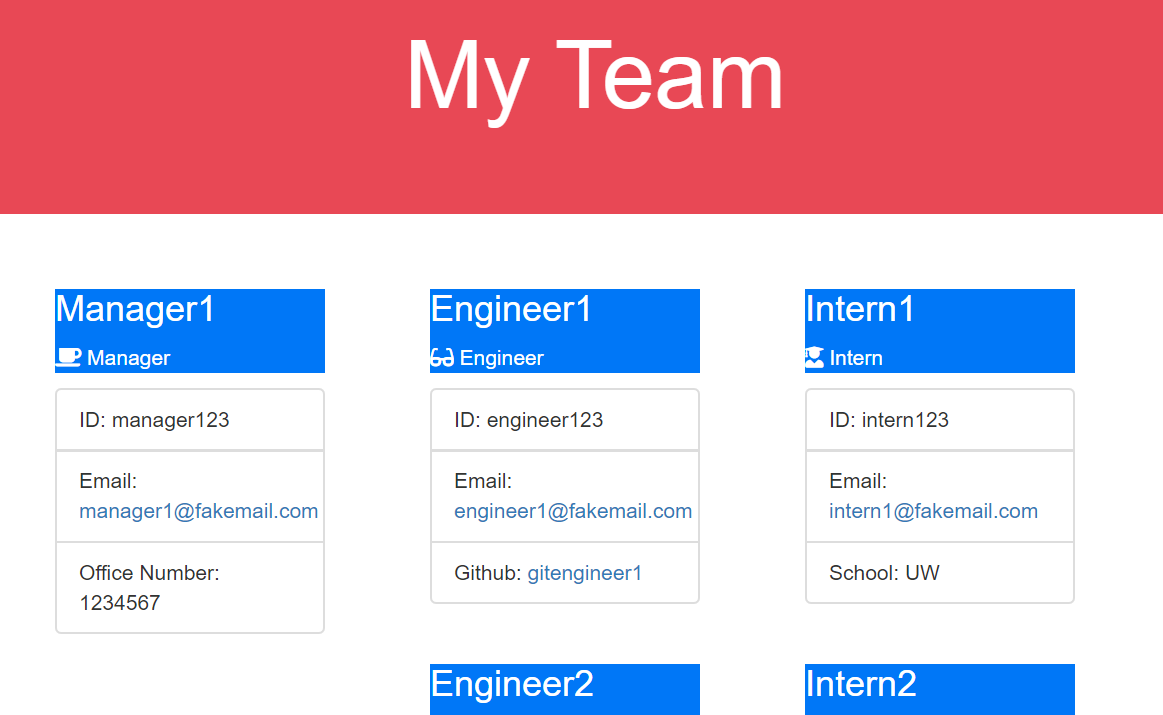 My Team
Manager1
Manager
ID: manager123
Email:
manager1@fakemail.com
Office Number:
1234567
Engineer1
Engineer
ID: engineer123
Email:
engineer1@fakemail.com
Github: gitengineer1
Intern1
Intern
ID: intern123
Email:
intern1@fakemail.com
School: UW
Engineer2
Intern2